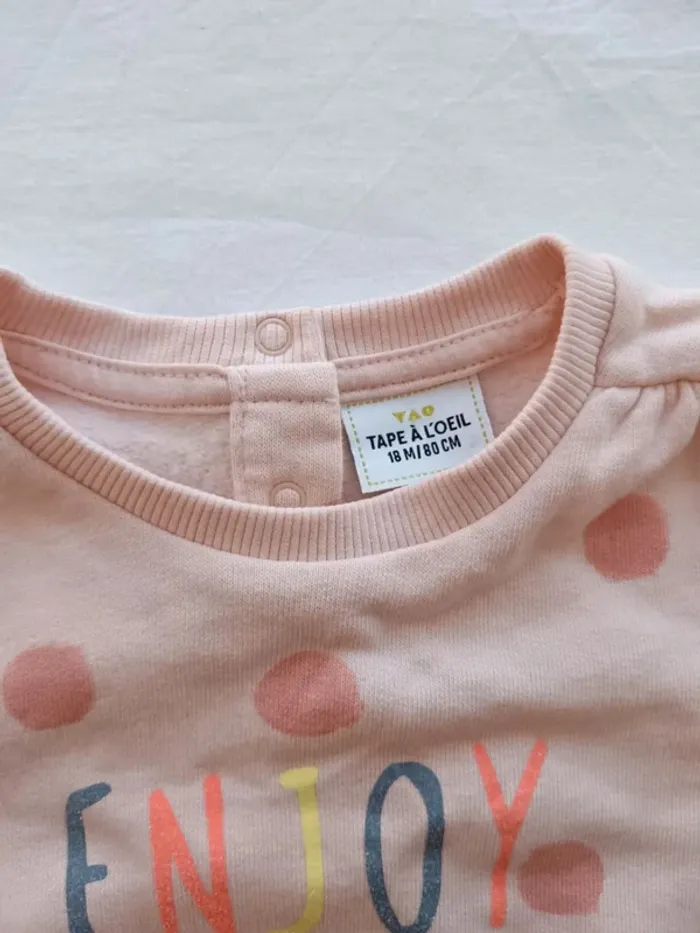 TAO
TAPE À L'OEIL
18 M/80 CM
ENJOY